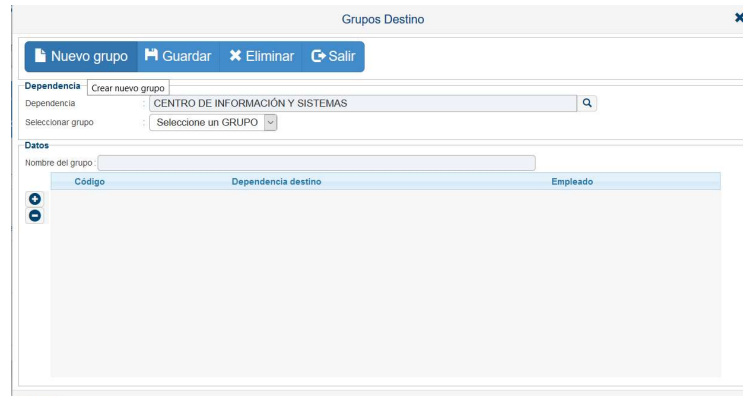 Grupos Destino
Nuevo grupo Guardar Eliminar Salir
Dependencia Crear nuevo grupo
Dependencia : CENTRO DE INFORMACIÓN Y SISTEMAS
Seleccionar grupo : Seleccione un GRUPO
Datos
Nombre del grupo :
Código Dependencia destino Empleado